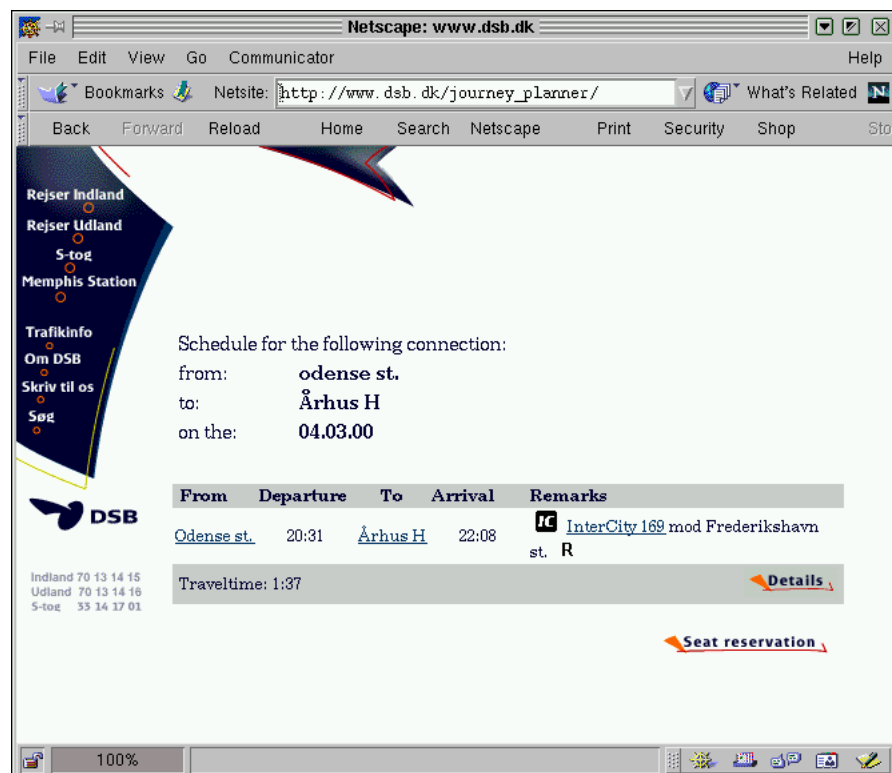 Netscape: www.dsb.dk
File Edit View Go Communicator Help
Bookmarks Netsite: http://www.dsb.dk/journey_planner/ What's Related N
Back Forward Reload Home Search Netscape Print Security Shop Sto
Rejser Indland
Rejser Udland
S-tog
Memphis Station
Trafikinfo
Om DSB
Skriv til os
Søg
DSB
Indland 70 13 14 15
Udland 70 13 14 16
S-tog 33 14 17 01
Schedule for the following connection:
from: odense st.
to: Århus H
on the: 04.03.00
From Departure To Arrival Remarks
Odense st. 20:31 Århus H 22:08 IC InterCity 169 mod Frederikshavn
st. R
Traveltime: 1:37 Details
Seat reservation
100%